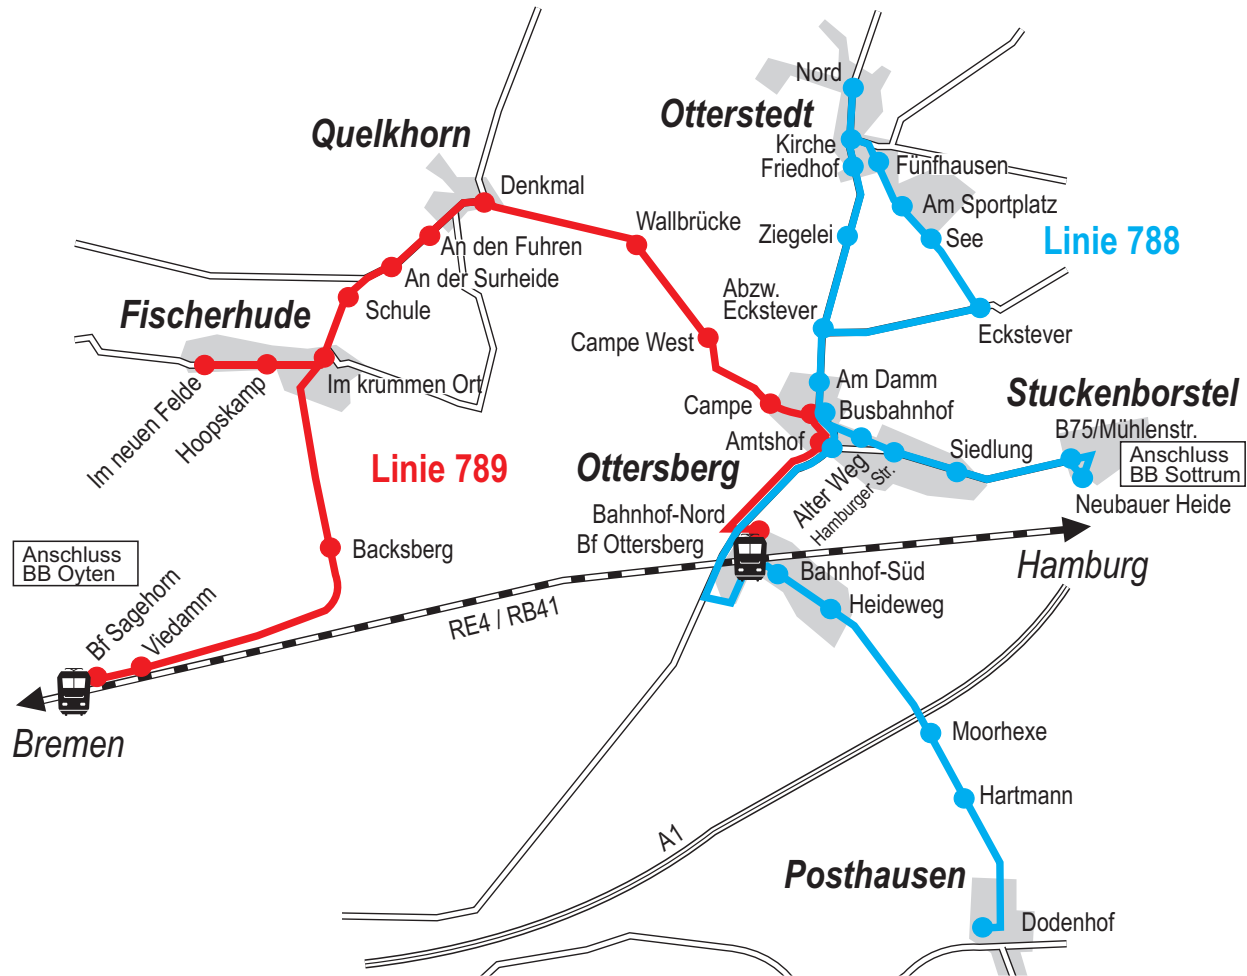 Nord
Otterstedt
Kirche
Friedhof
Fünfhausen
Quelkhorn
Denkmal
Am Sportplatz
Wallbrücke
Ziegelei
See
Linie 788
An den Fuhren
An der Surheide
Abzw.
Eckstever
Schule
Fischerhude
Eckstever
Campe West
Im krummen Ort
Am Damm
Stuckenborstel
Im neuen Felde
Hoopskamp
Campe
Busbahnhof
B75/Mühlenstr.
Amtshof
Siedlung
Anschluss
BB Sottrum
Linie 789
Ottersberg
Alter Weg
Hamburger Str.
Neubauer Heide
Bahnhof-Nord
Bf Ottersberg
Backsberg
Anschluss
BB Oyten
Bahnhof-Süd
Hamburg
Heideweg
Bf Sagehorn
Viedamm
RE4 / RB41
Bremen
Moorhexe
Hartmann
A1
Posthausen
Dodenhof